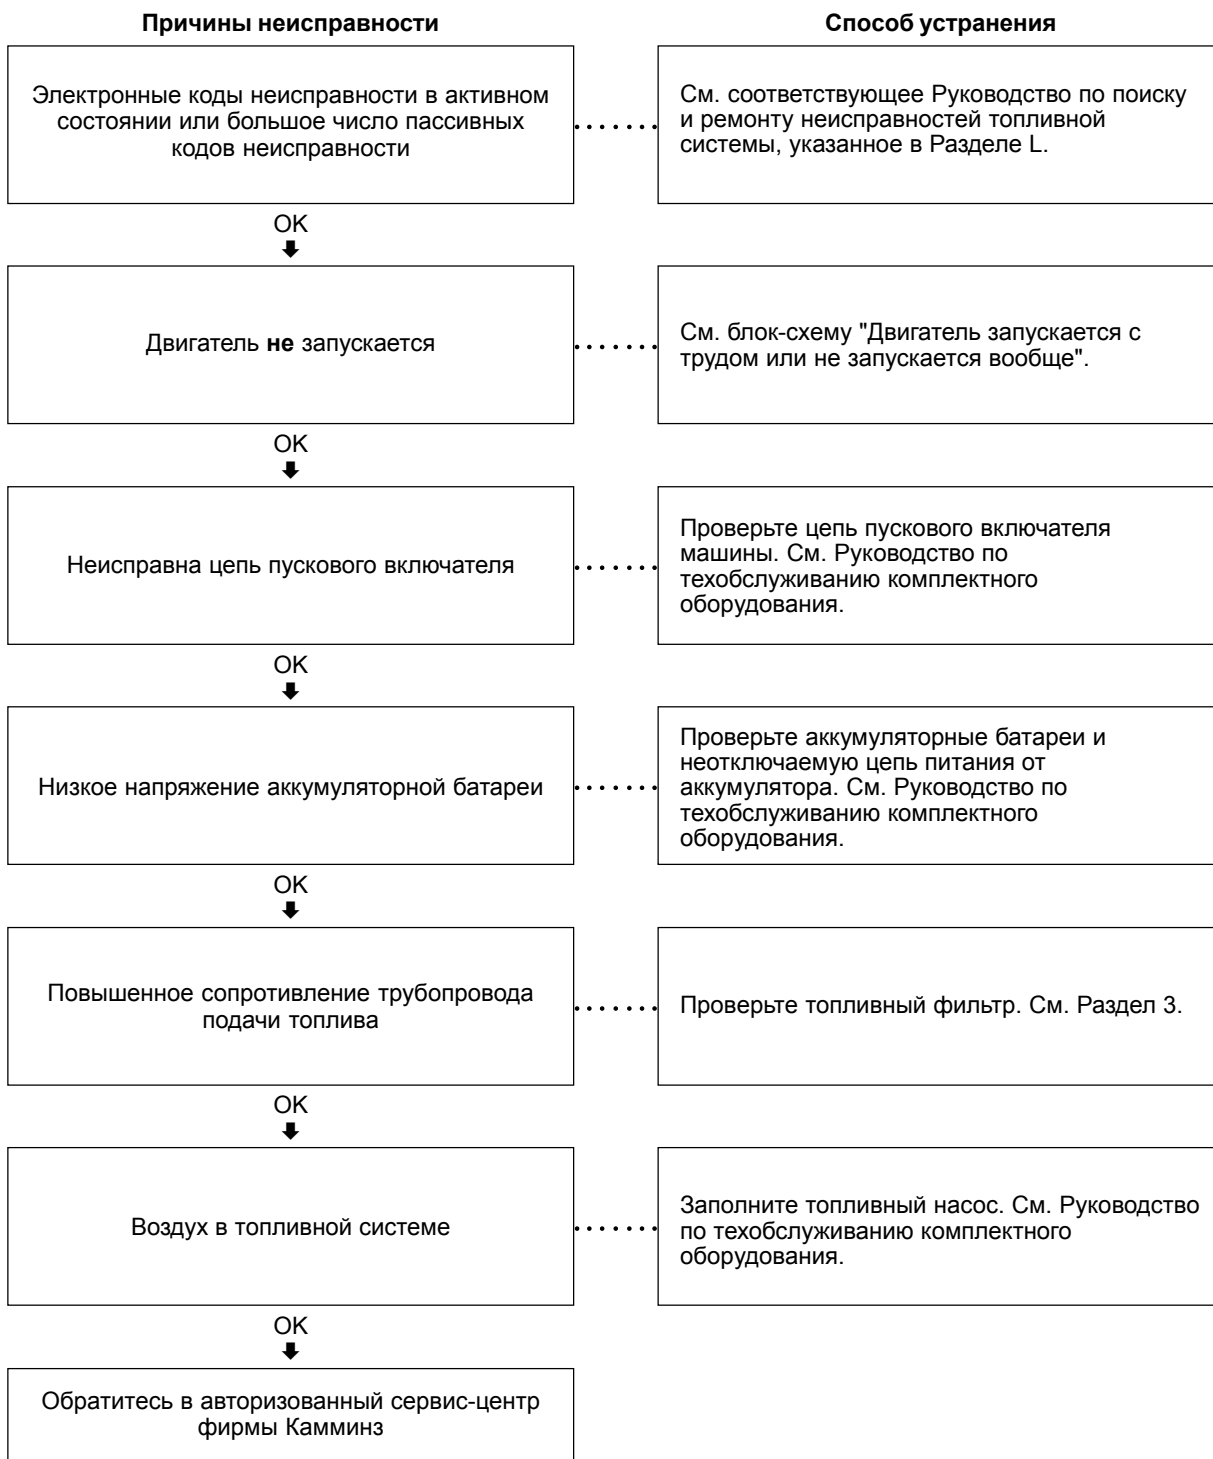 Причины неисправности
Способ устранения
Электронные коды неисправности в активном
состоянии или большое число пассивных
кодов неисправности
См. соответствующее Руководство по поиску
и ремонту неисправностей топливной
системы, указанное в Разделе L.
OK
Двигатель не запускается
См. блок-схему "Двигатель запускается с
трудом или не запускается вообще".
OK
Неисправна цепь пускового включателя
Проверьте цепь пускового включателя
машины. См. Руководство по
техобслуживанию комплектного
оборудования.
OK
Низкое напряжение аккумуляторной батареи
Проверьте аккумуляторные батареи и
неотключаемую цепь питания от
аккумулятора. См. Руководство по
техобслуживанию комплектного
оборудования.
OK
Повышенное сопротивление трубопровода
подачи топлива
Проверьте топливный фильтр. См. Раздел 3.
OK
Воздух в топливной системе
Заполните топливный насос. См. Руководство
по техобслуживанию комплектного
оборудования.
OK
Обратитесь в авторизованный сервис-центр
фирмы Камминз